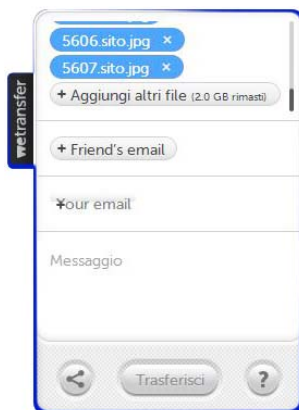 5606.sito.jpg ×
5607.sito.jpg ×
+ Aggiungi altri file (2.0 GB rimasti)
wetransfer
+ Friend's email
Your email
Messaggio
Trasferisci
?